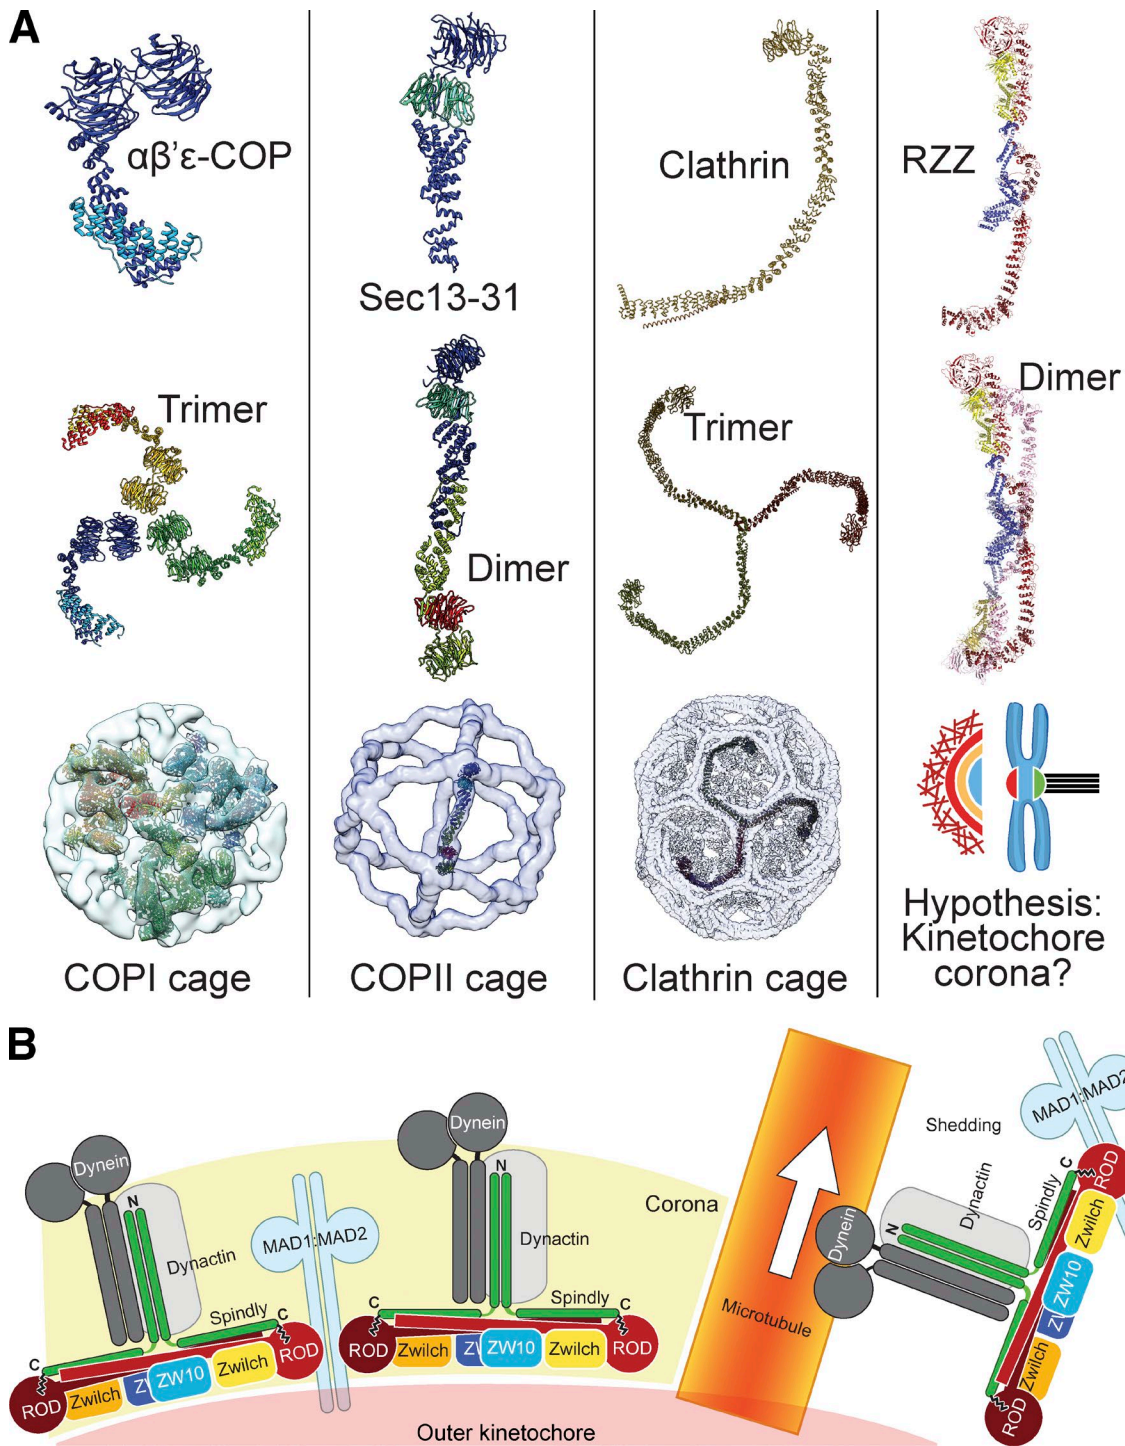 A
αβ’ε-COP
Sec13-31
Clathrin
RZZ
Trimer
Dimer
Trimer
Dimer
COPI cage
COPII cage
Clathrin cage
Hypothesis:
Kinetochore
corona?
B
Dynein
N
Dynactin
Spindly
C
C
ROD
Zwilch
ZW10
Zwilch
ROD
MAD1:MAD2
Dynein
N
Dynactin
Spindly
C
C
ROD
Zwilch
ZW10
Zwilch
ROD
Corona
Outer kinetochore
Microtubule
Shedding
MAD1:MAD2
Dynein
N
Dynactin
Spindly
C
ROD
Zwilch
ZW10
Zwilch
ROD